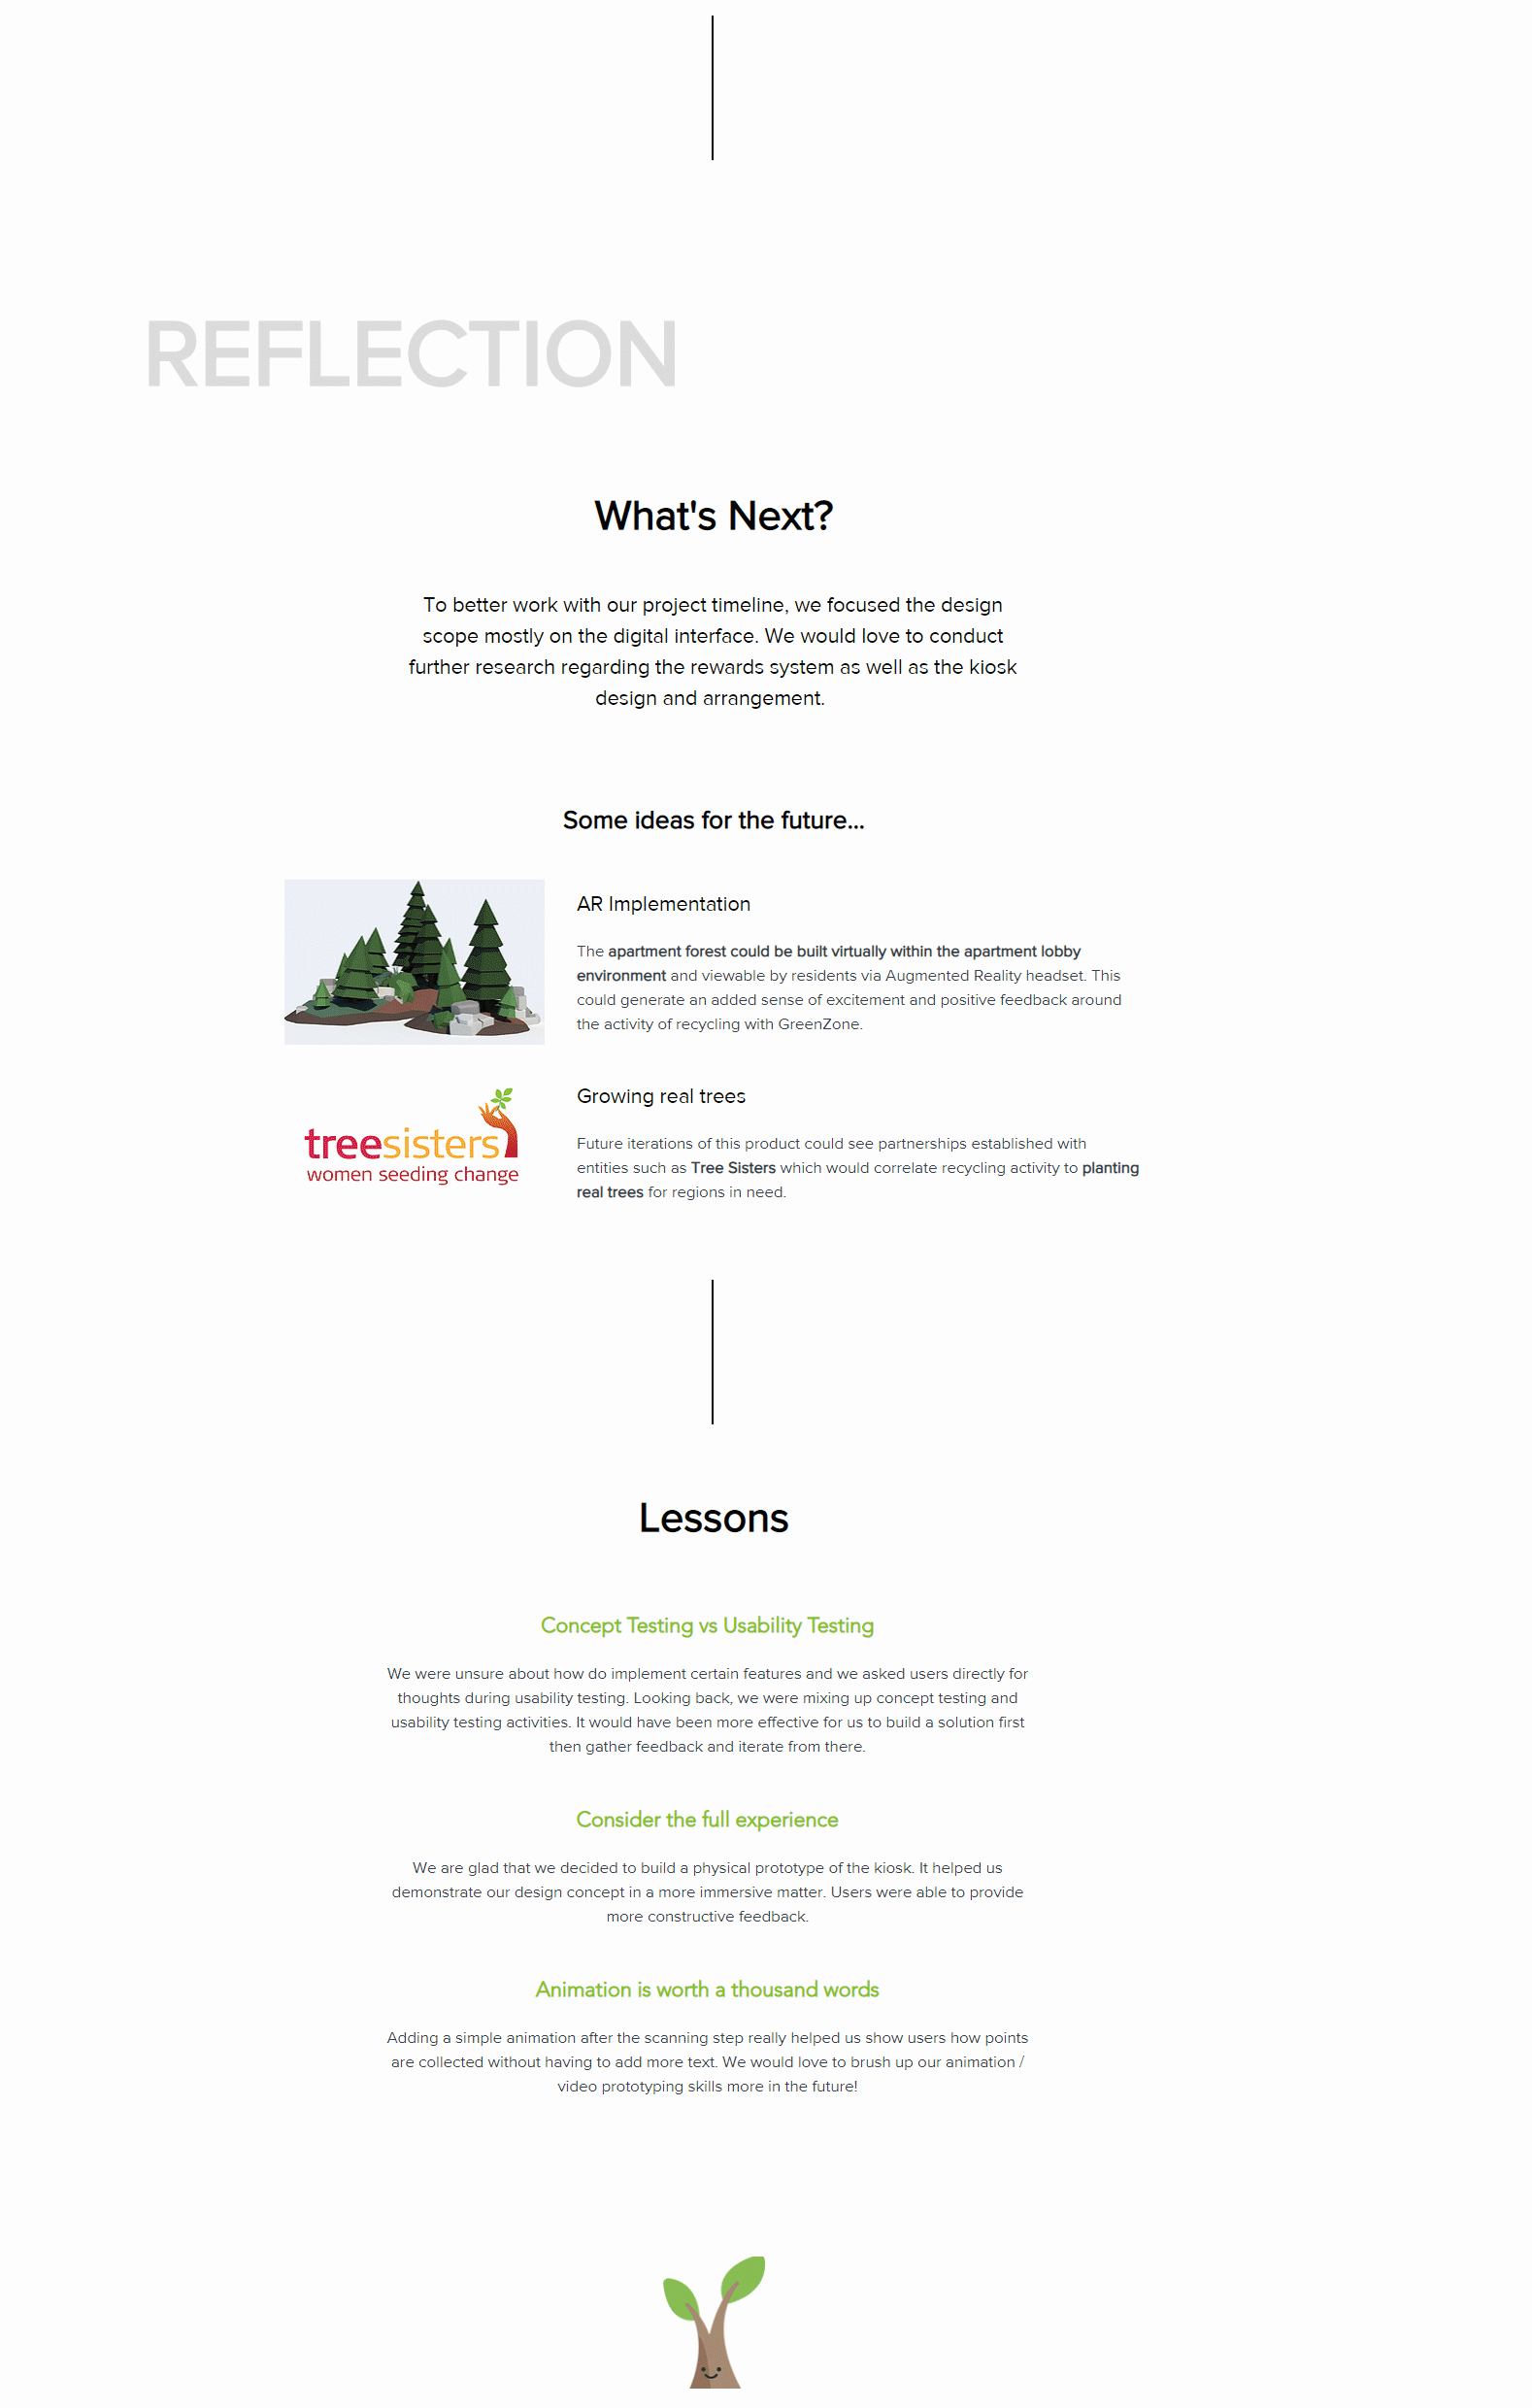 REFLECTION
What's Next?
To better work with our project timeline, we focused the design
scope mostly on the digital interface. We would love to conduct
further research regarding the rewards system as well as the kiosk
design and arrangement.
Some ideas for the future...
AR Implementation
The apartment forest could be built virtually within the apartment lobby
environment and viewable by residents via Augmented Reality headset. This
could generate an added sense of excitement and positive feedback around
the activity of recycling with GreenZone.
treesisters
women seeding change
Growing real trees
Future iterations of this product could see partnerships established with
entities such as Tree Sisters which would correlate recycling activity to planting
real trees for regions in need.
Lessons
Concept Testing vs Usability Testing
We were unsure about how do implement certain features and we asked users directly for
thoughts during usability testing. Looking back, we were mixing up concept testing and
usability testing activities. It would have been more effective for us to build a solution first
then gather feedback and iterate from there.
Consider the full experience
We are glad that we decided to build a physical prototype of the kiosk. It helped us
demonstrate our design concept in a more immersive matter. Users were able to provide
more constructive feedback.
Animation is worth a thousand words
Adding a simple animation after the scanning step really helped us show users how points
are collected without having to add more text. We would love to brush up our animation /
video prototyping skills more in the future!